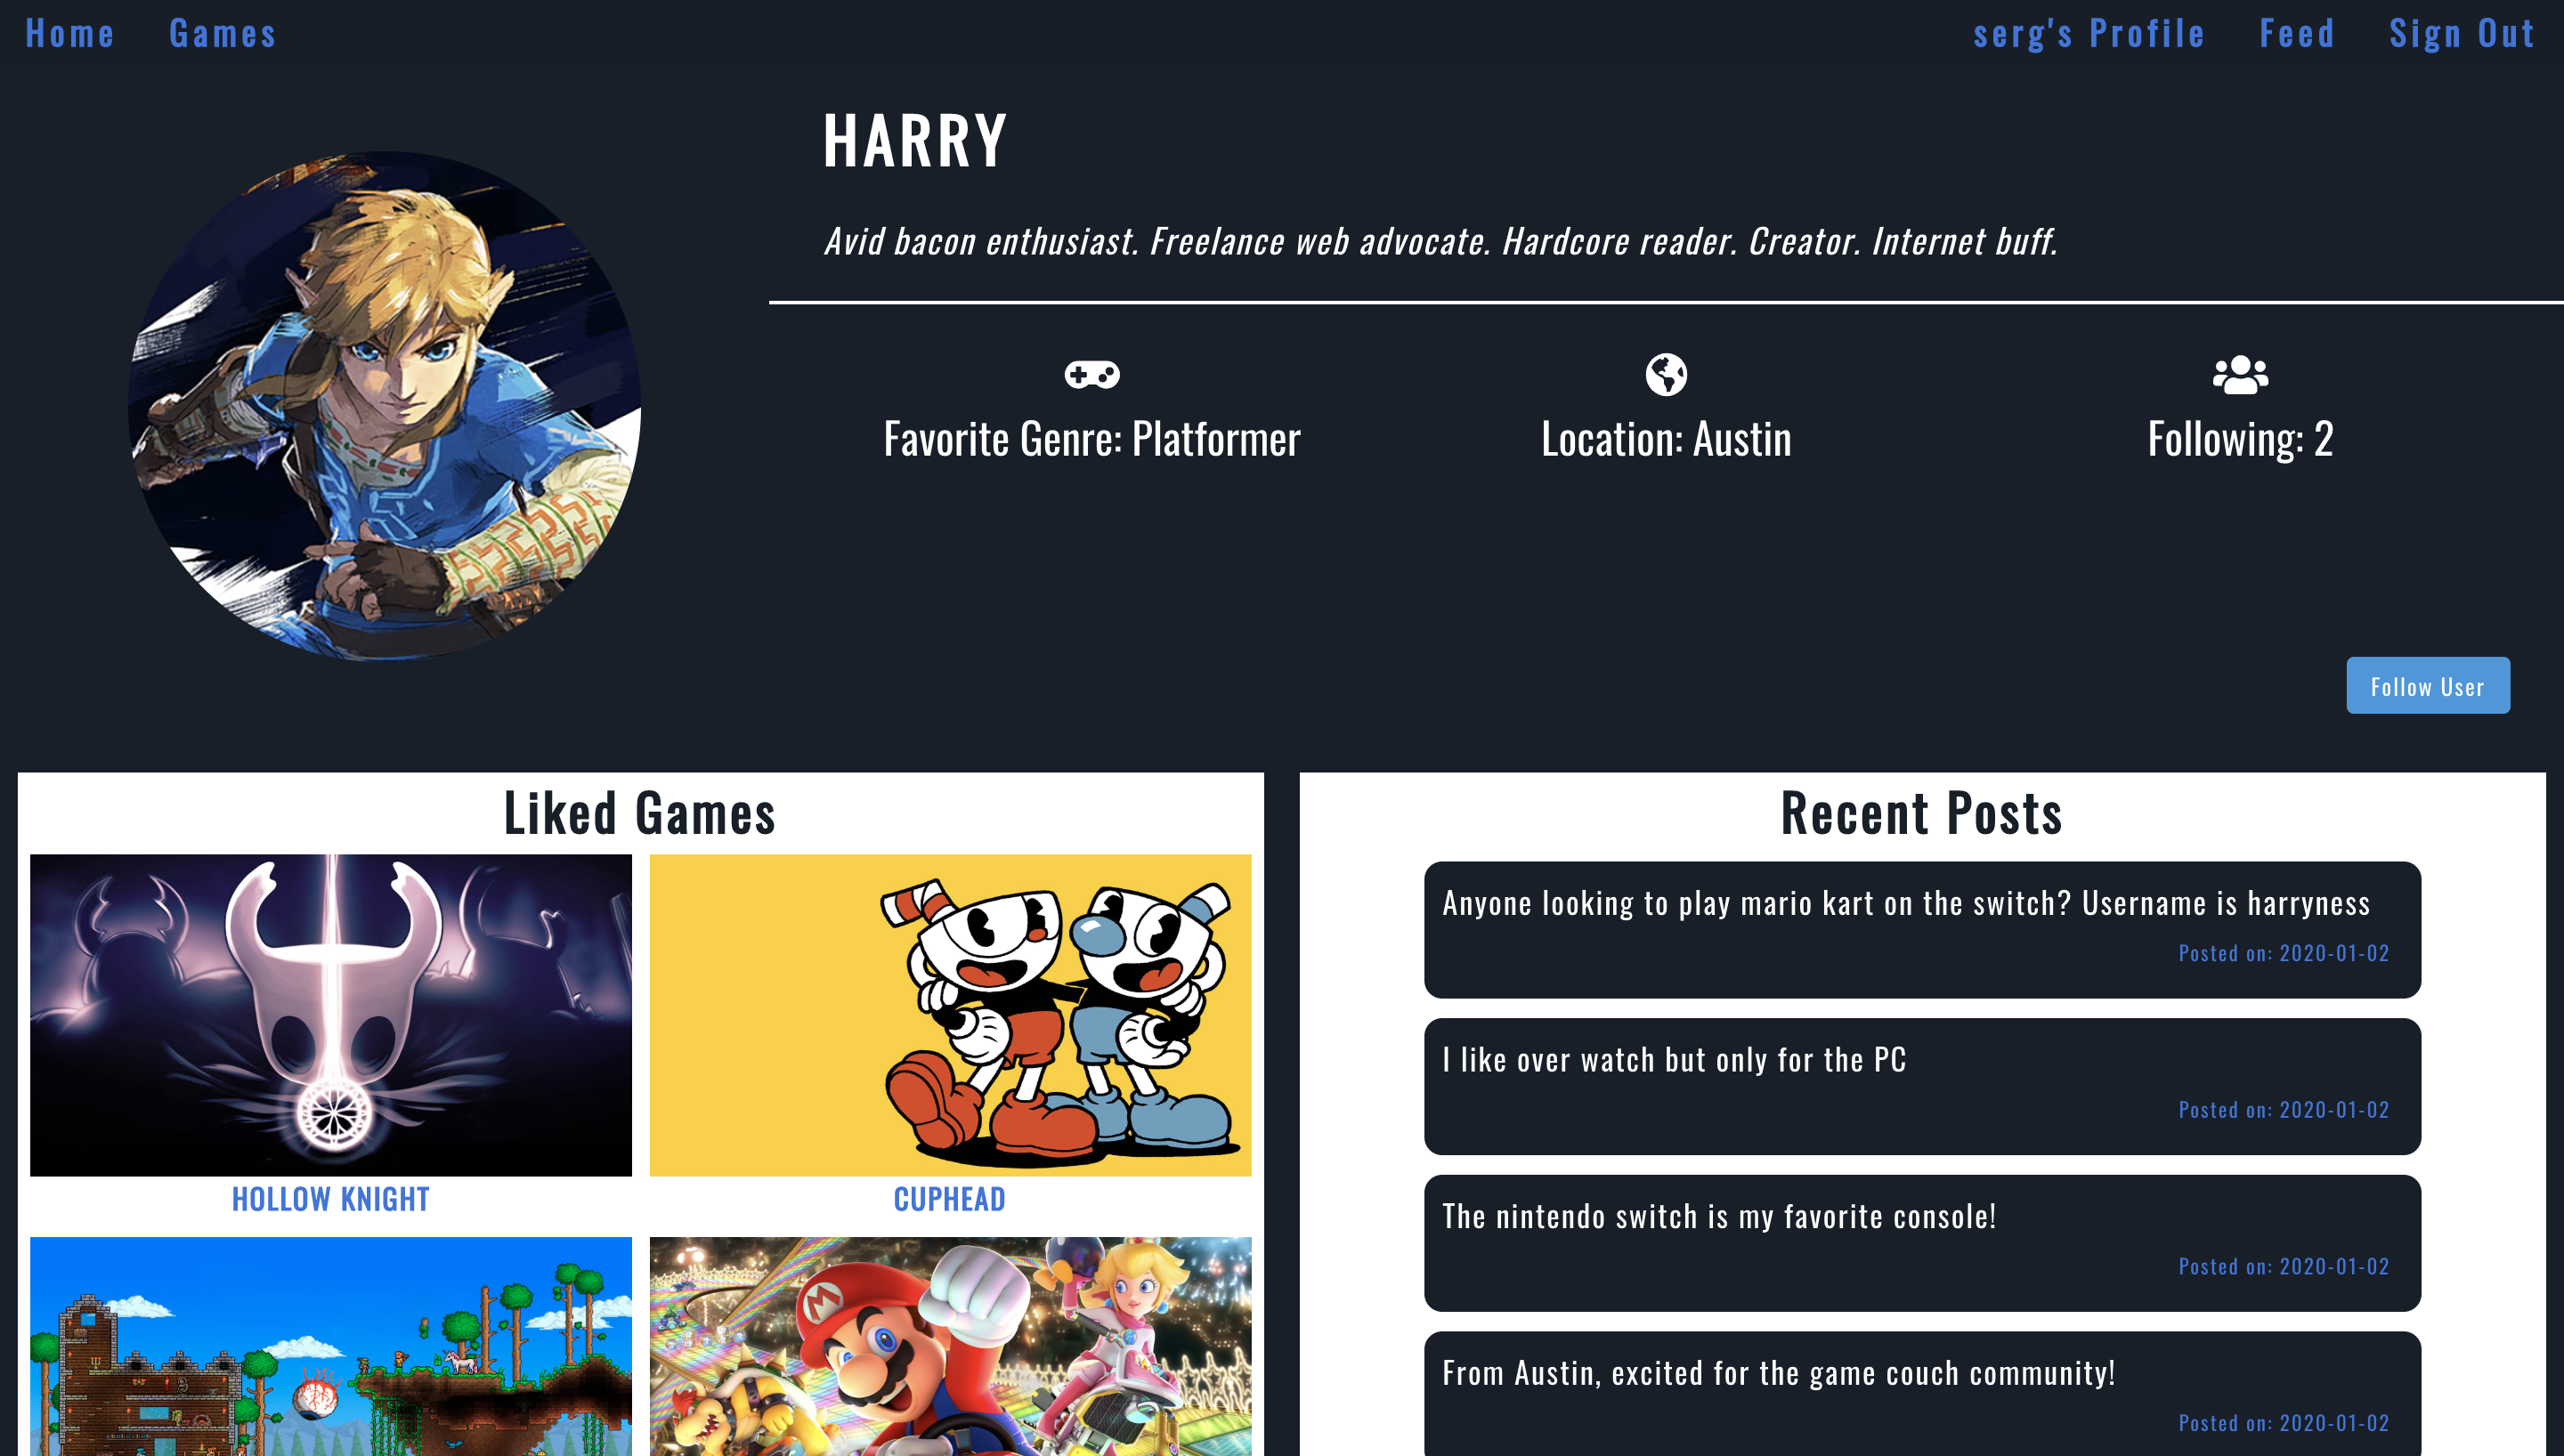 Home Games serg's Profile Feed Sign Out
HARRY
Avid bacon enthusiast. Freelance web advocate. Hardcore reader. Creator. Internet buff.
Favorite Genre: Platformer Location: Austin Following: 2
Follow User
Liked Games
HOLLOW KNIGHT CUPHEAD
Recent Posts
Anyone looking to play mario kart on the switch? Username is harryness
Posted on: 2020-01-02
I like over watch but only for the PC
Posted on: 2020-01-02
The nintendo switch is my favorite console!
Posted on: 2020-01-02
From Austin, excited for the game couch community!
Posted on: 2020-01-02